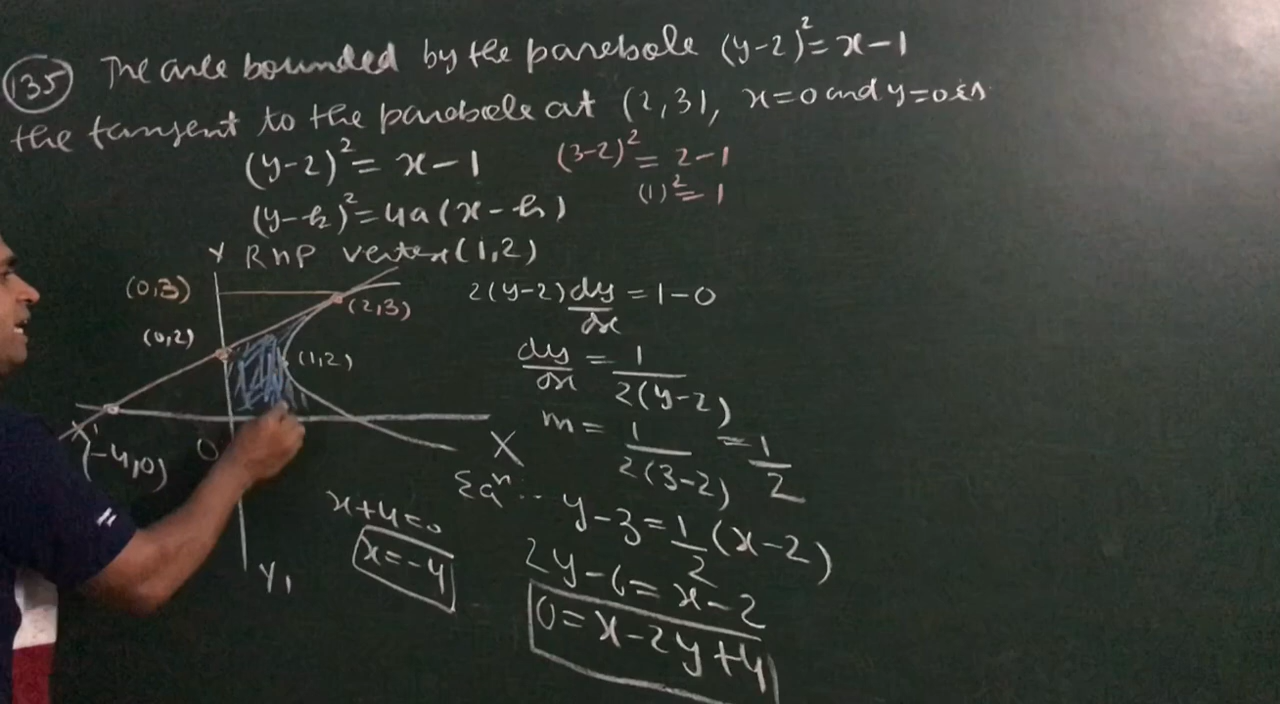 (135) The area bounded by the parebole (y-2)²=x-1
the tangent to the parabole at (2,3), x=0 and y=0 is
(y-2)²=x-1 (3-2)²=2-1
(1)²=1
(y-k)²=4a(x-h)
Y RHP vertex(1,2)
(0,3) (2,3) 2(y-2)dy/dx=1-0
(0,2) (1,2) dy/dx=1/2(y-2)
m=1/2(3-2)=1/2
X' (-4,0) O X
Eqⁿ... y-3=1/2(x-2)
x+4=0
x=-4 2y-6=x-2
Y' 0=x-2y+4